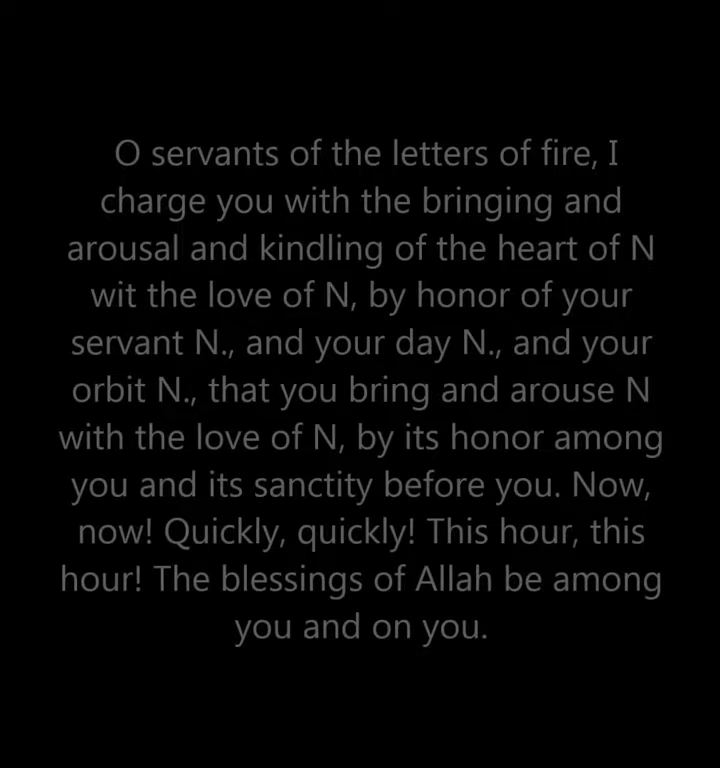 O servants of the letters of fire, I
charge you with the bringing and
arousal and kindling of the heart of N
wit the love of N, by honor of your
servant N., and your day N., and your
orbit N., that you bring and arouse N
with the love of N, by its honor among
you and its sanctity before you. Now,
now! Quickly, quickly! This hour, this
hour! The blessings of Allah be among
you and on you.